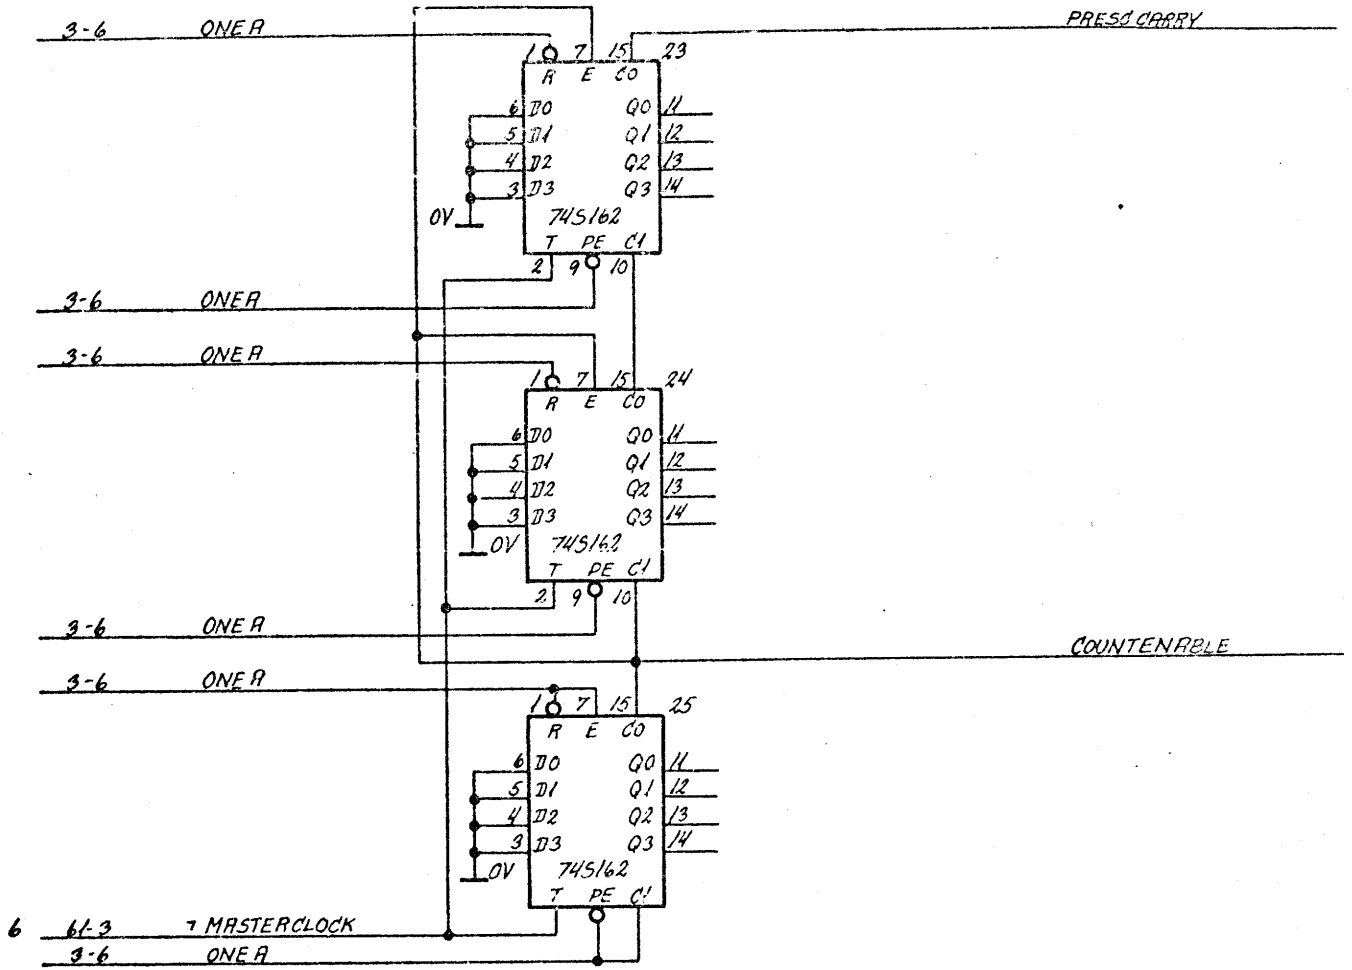 3-6 ONE A
PRESCCARRY
1 7 15 23
R E CO
6 D0 Q0 11
5 D1 Q1 12
4 D2 Q2 13
3 D3 Q3 14
0V 74S162
T PE CI
2 9 10
3-6 ONE A
3-6 ONE A
1 7 15 24
R E CO
6 D0 Q0 11
5 D1 Q1 12
4 D2 Q2 13
3 D3 Q3 14
0V 74S162
T PE CI
2 9 10
3-6 ONE A
COUNTENABLE
3-6 ONE A
1 7 15 25
R E CO
6 D0 Q0 11
5 D1 Q1 12
4 D2 Q2 13
3 D3 Q3 14
0V 74S162
T PE CI
6 61-3 ¬ MASTERCLOCK
3-6 ONE A